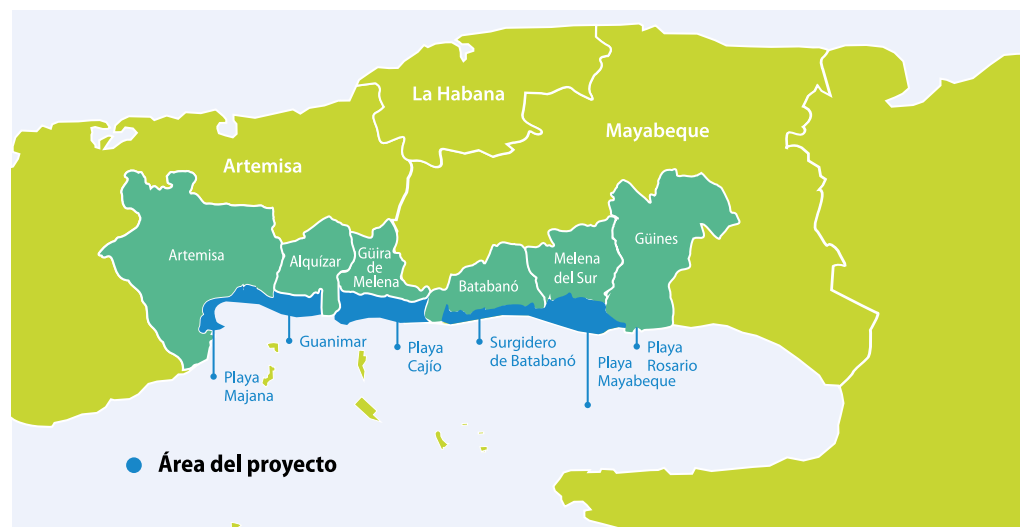 La Habana
Mayabeque
Artemisa
Artemisa
Alquízar
Güira
de
Melena
Batabanó
Melena
del Sur
Güines
Guanimar
Playa
Cajío
Surgidero
de Batabanó
Playa
Rosario
Playa
Mayabeque
Playa
Majana
Área del proyecto